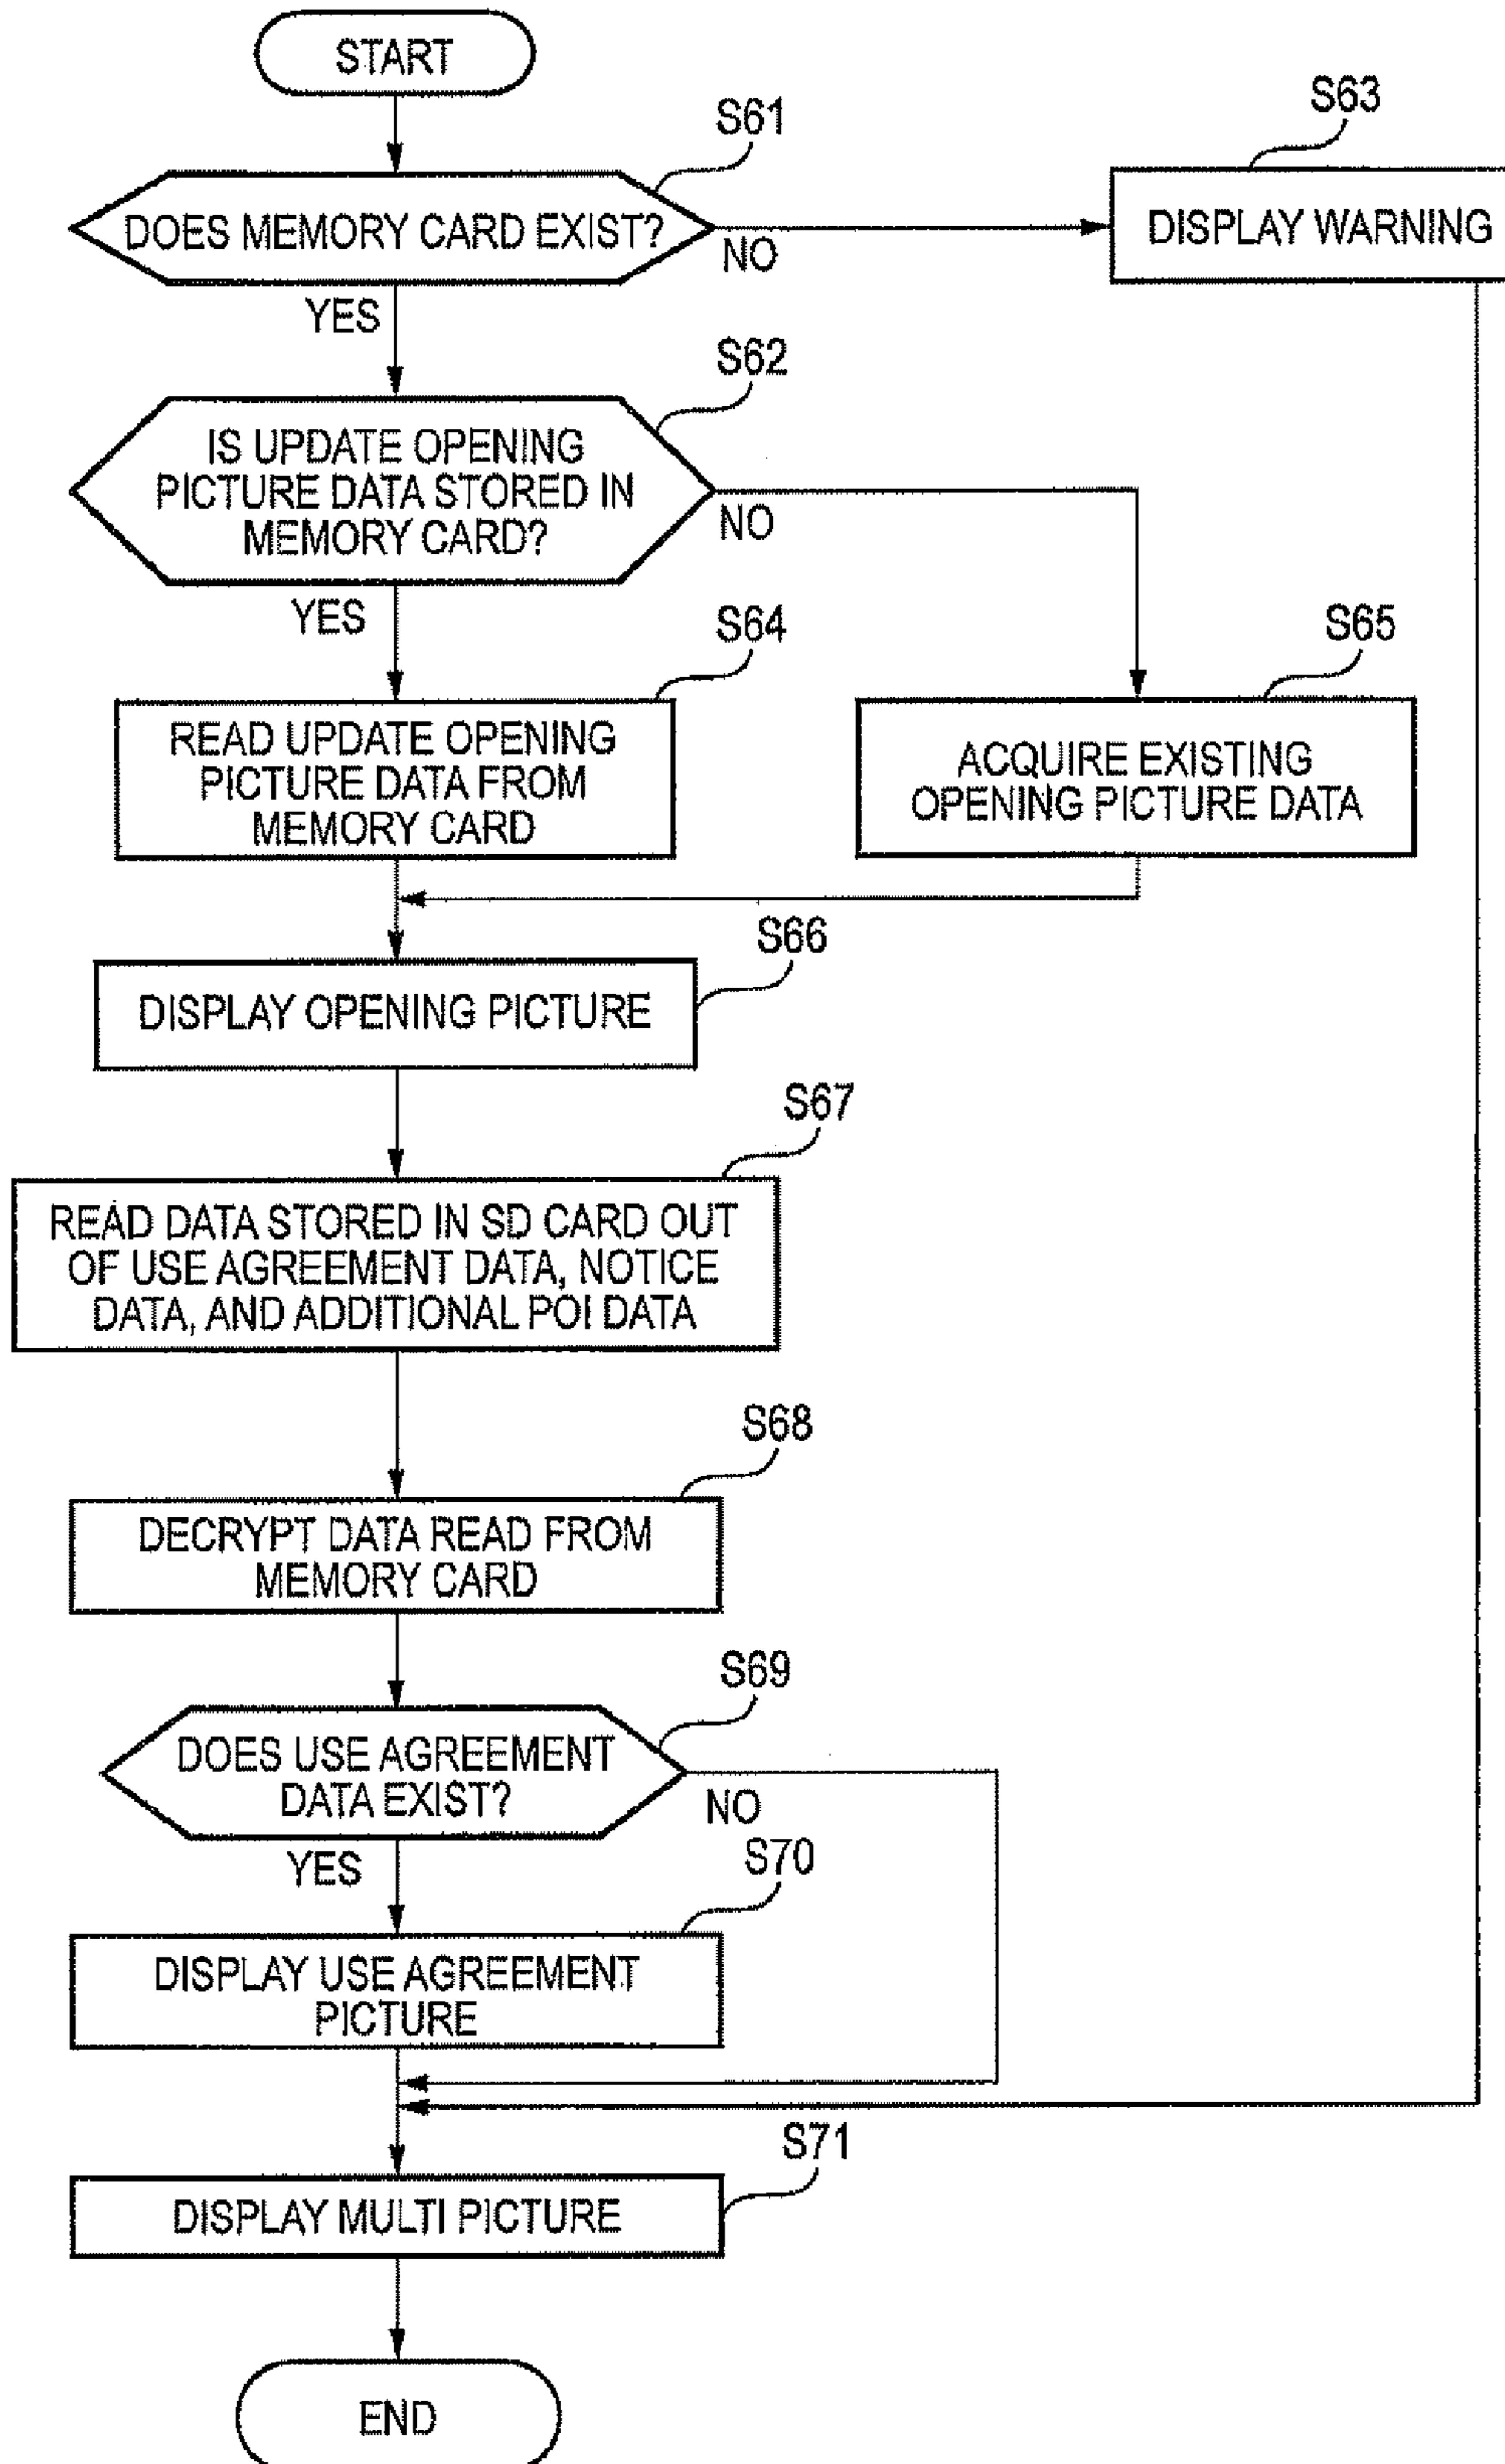 START
S61
DOES MEMORY CARD EXIST?
NO
S63
DISPLAY WARNING
YES
S62
IS UPDATE OPENING
PICTURE DATA STORED IN
MEMORY CARD?
NO
YES
S64
READ UPDATE OPENING
PICTURE DATA FROM
MEMORY CARD
S65
ACQUIRE EXISTING
OPENING PICTURE DATA
S66
DISPLAY OPENING PICTURE
S67
READ DATA STORED IN SD CARD OUT
OF USE AGREEMENT DATA, NOTICE
DATA, AND ADDITIONAL POI DATA
S68
DECRYPT DATA READ FROM
MEMORY CARD
S69
DOES USE AGREEMENT
DATA EXIST?
NO
YES
S70
DISPLAY USE AGREEMENT
PICTURE
S71
DISPLAY MULTI PICTURE
END